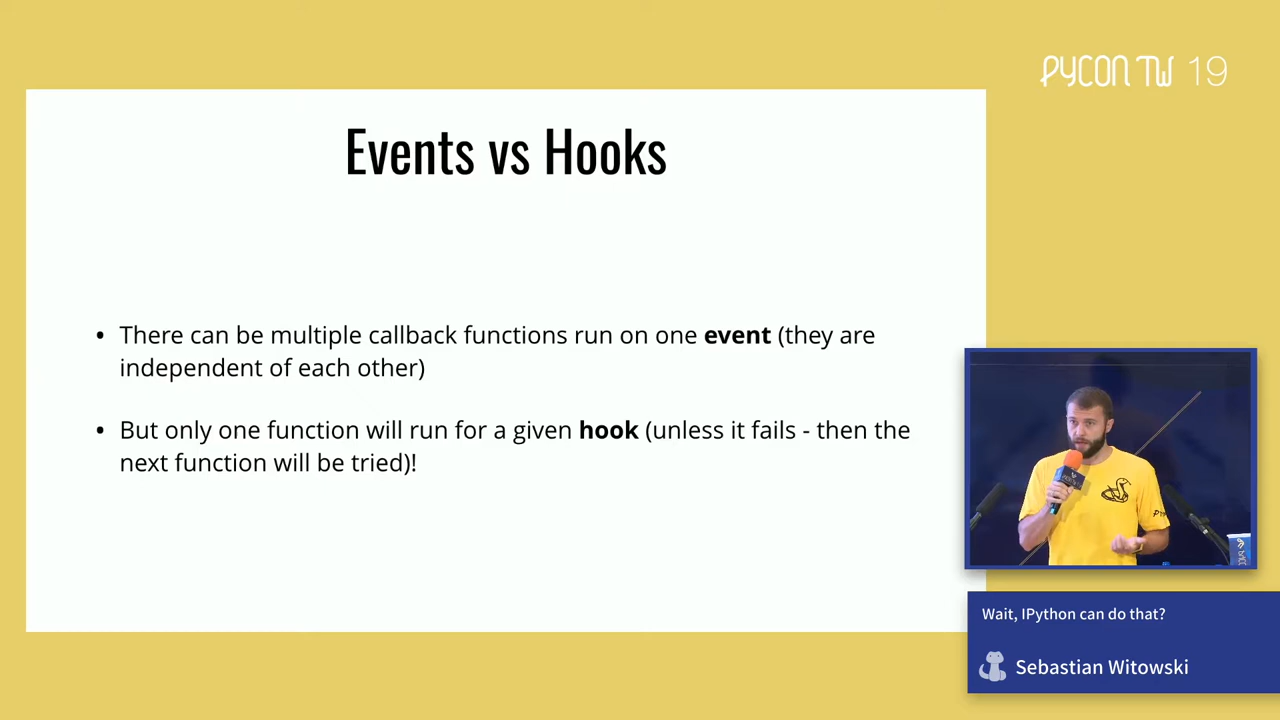 PYCON TW 19
Events vs Hooks
• There can be multiple callback functions run on one event (they are
independent of each other)
• But only one function will run for a given hook (unless it fails - then the
next function will be tried)!
Wait, IPython can do that?
Sebastian Witowski